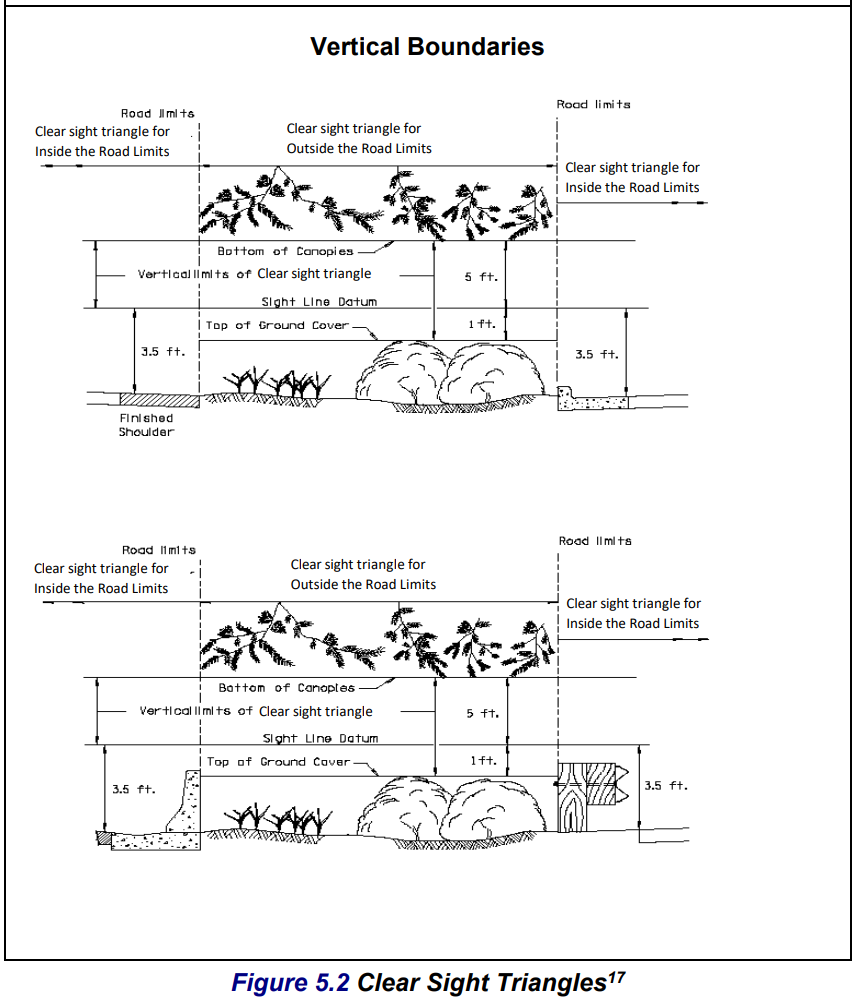 Vertical Boundaries
Road limits
Road limits
Clear sight triangle for
Inside the Road Limits
Clear sight triangle for
Outside the Road Limits
Clear sight triangle for
Inside the Road Limits
Bottom of Canopies
Vertical limits of Clear sight triangle
5 ft.
Sight Line Datum
Top of Ground Cover
1 ft.
3.5 ft.
3.5 ft.
Finished
Shoulder
Road limits
Road limits
Clear sight triangle for
Inside the Road Limits
Clear sight triangle for
Outside the Road Limits
Clear sight triangle for
Inside the Road Limits
Bottom of Canopies
Vertical limits of Clear sight triangle
5 ft.
Sight Line Datum
Top of Ground Cover
1 ft.
3.5 ft.
3.5 ft.
Figure 5.2 Clear Sight Triangles17